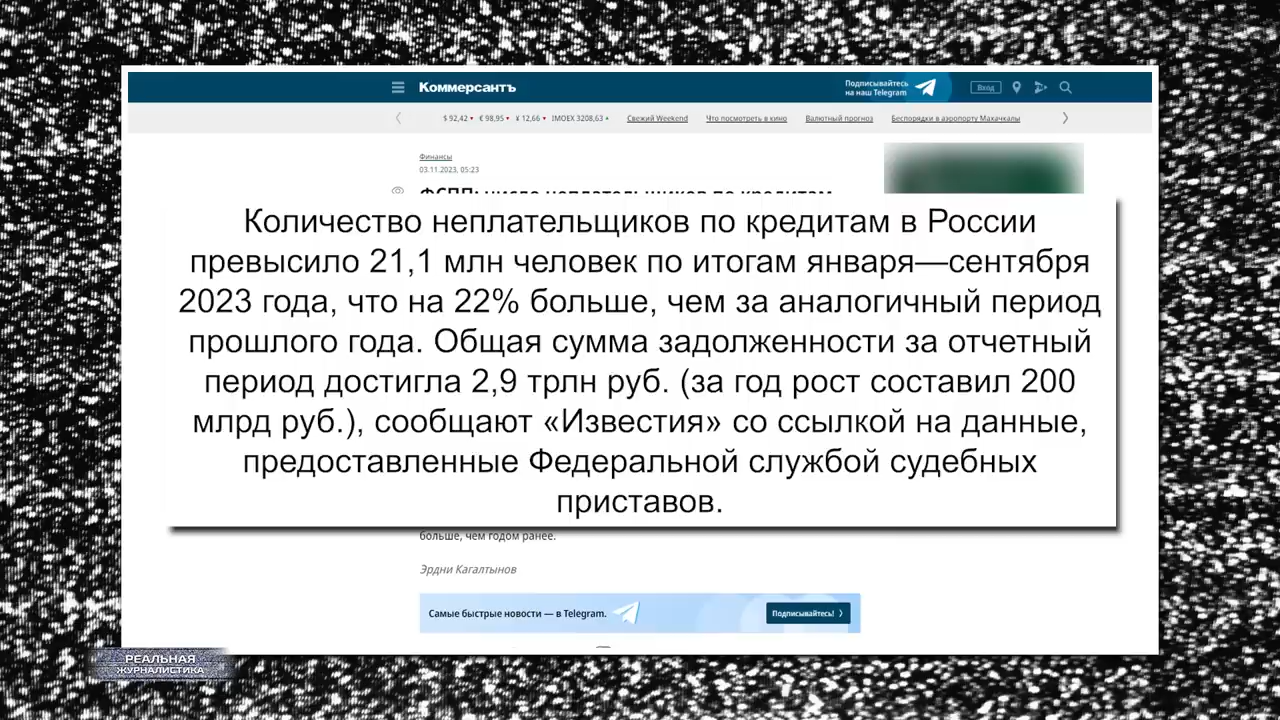 Коммерсантъ
Подписывайтесь
на наш Telegram
Вход
$ 92,42 € 98,95 ¥ 12,66 IMOEX 3208,63 Свежий Weekend Что посмотреть в кино Валютный прогноз Беспорядки в аэропорту Махачкалы
Финансы
03.11.2023, 05:23
ФССП: число неплательщиков по кредитам
Количество неплательщиков по кредитам в России
превысило 21,1 млн человек по итогам января—сентября
2023 года, что на 22% больше, чем за аналогичный период
прошлого года. Общая сумма задолженности за отчетный
период достигла 2,9 трлн руб. (за год рост составил 200
млрд руб.), сообщают «Известия» со ссылкой на данные,
предоставленные Федеральной службой судебных
приставов.
больше, чем годом ранее.
Эрдни Кагалтынов
Самые быстрые новости — в Telegram.
Подписывайтесь!
РЕАЛЬНАЯ
ЖУРНАЛИСТИКА